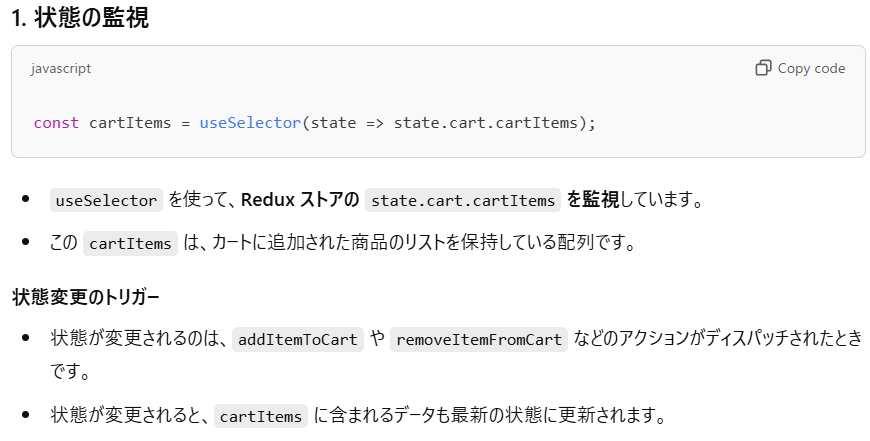 1. 状態の監視
javascript
Copy code
const cartItems = useSelector(state => state.cart.cartItems);
useSelector を使って、Redux ストアの state.cart.cartItems を監視しています。
この cartItems は、カートに追加された商品のリストを保持している配列です。
状態変更のトリガー
状態が変更されるのは、addItemToCart や removeItemFromCart などのアクションがディスパッチされたとき
です。
状態が変更されると、cartItems に含まれるデータも最新の状態に更新されます。